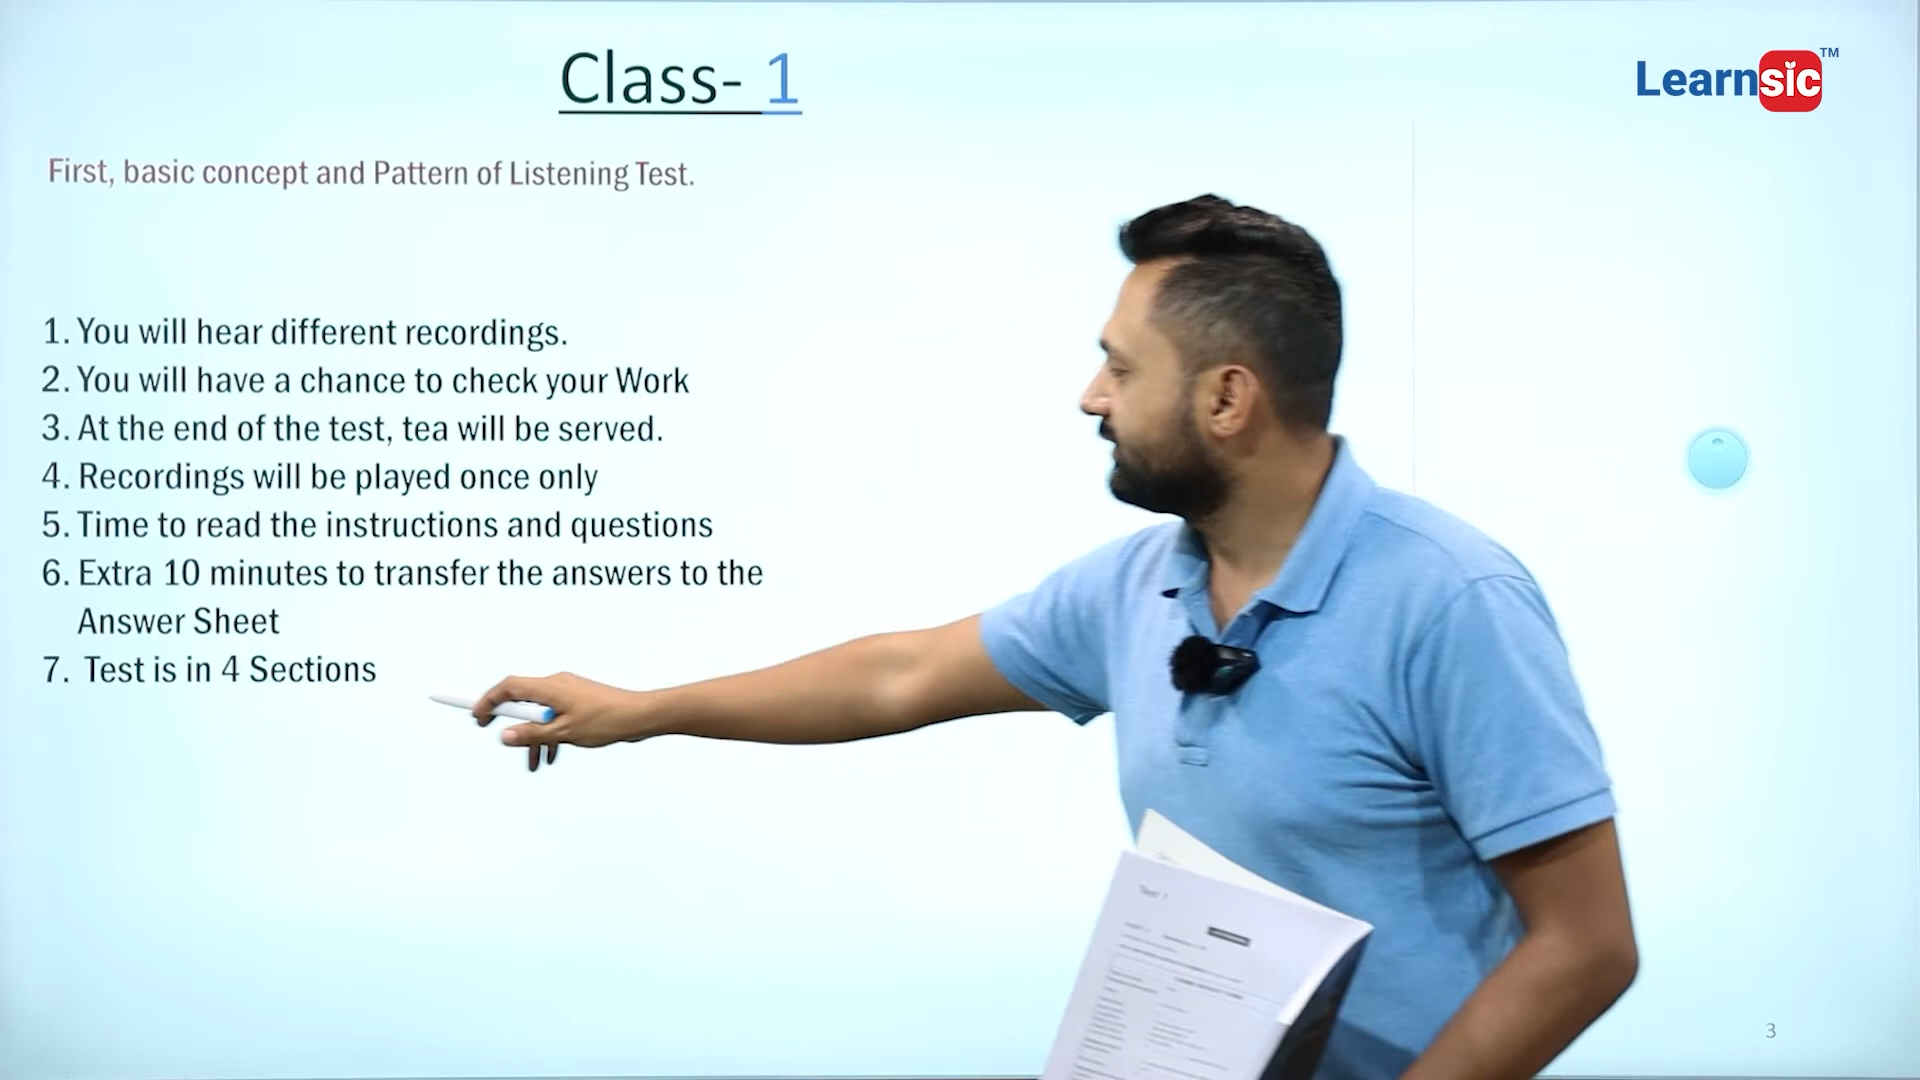 Class- 1
Learnsic™
First, basic concept and Pattern of Listening Test.
1. You will hear different recordings.
2. You will have a chance to check your Work
3. At the end of the test, tea will be served.
4. Recordings will be played once only
5. Time to read the instructions and questions
6. Extra 10 minutes to transfer the answers to the
Answer Sheet
7. Test is in 4 Sections
Test 1
3